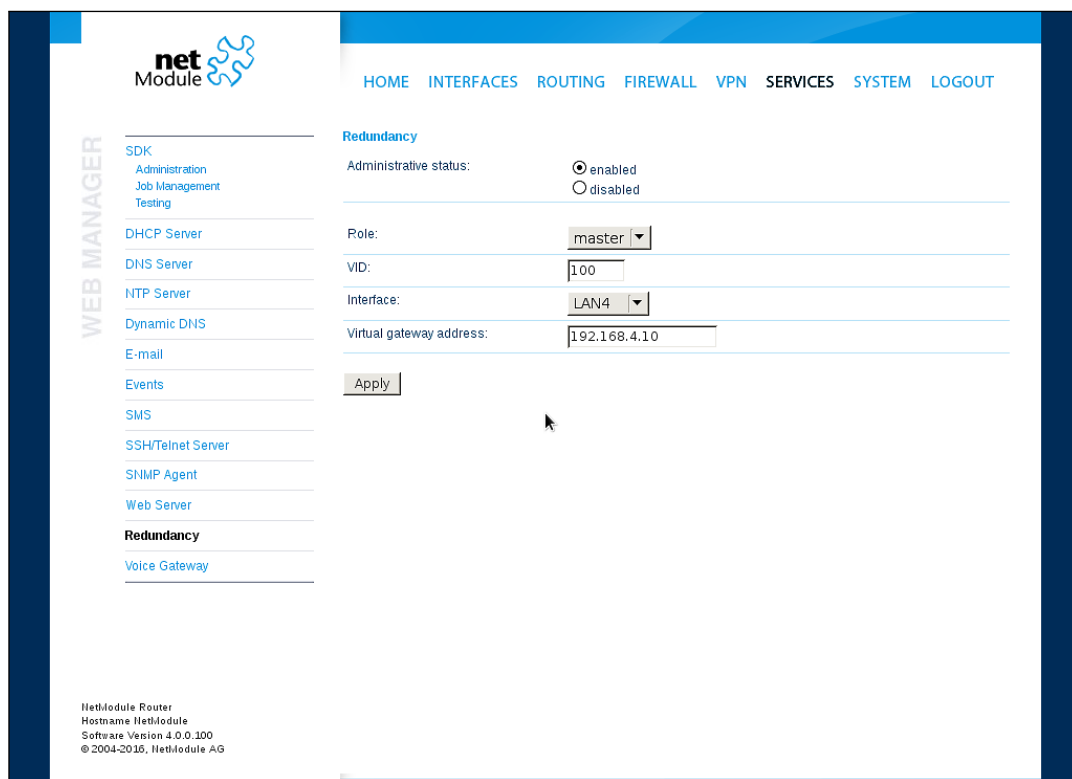 net
Module
HOME INTERFACES ROUTING FIREWALL VPN SERVICES SYSTEM LOGOUT
WEB MANAGER
SDK
Administration
Job Management
Testing
DHCP Server
DNS Server
NTP Server
Dynamic DNS
E-mail
Events
SMS
SSH/Telnet Server
SNMP Agent
Web Server
Redundancy
Voice Gateway
Redundancy
Administrative status:
enabled
disabled
Role: master
VID: 100
Interface: LAN4
Virtual gateway address: 192.168.4.10
Apply
NetModule Router
Hostname NetModule
Software Version 4.0.0.100
© 2004-2016, NetModule AG